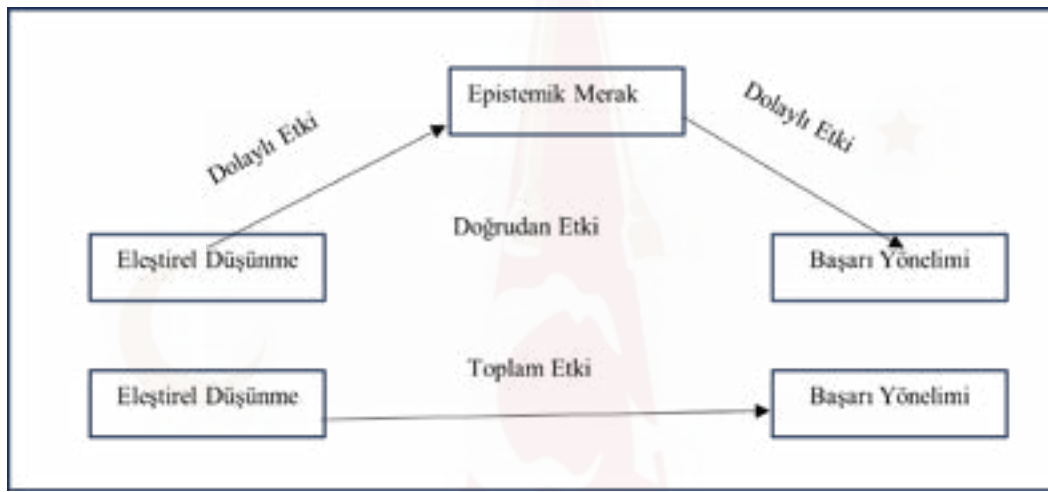 Epistemik Merak
Dolaylı Etki
Dolaylı Etki
Doğrudan Etki
Eleştirel Düşünme
Başarı Yönelimi
Toplam Etki
Eleştirel Düşünme
Başarı Yönelimi